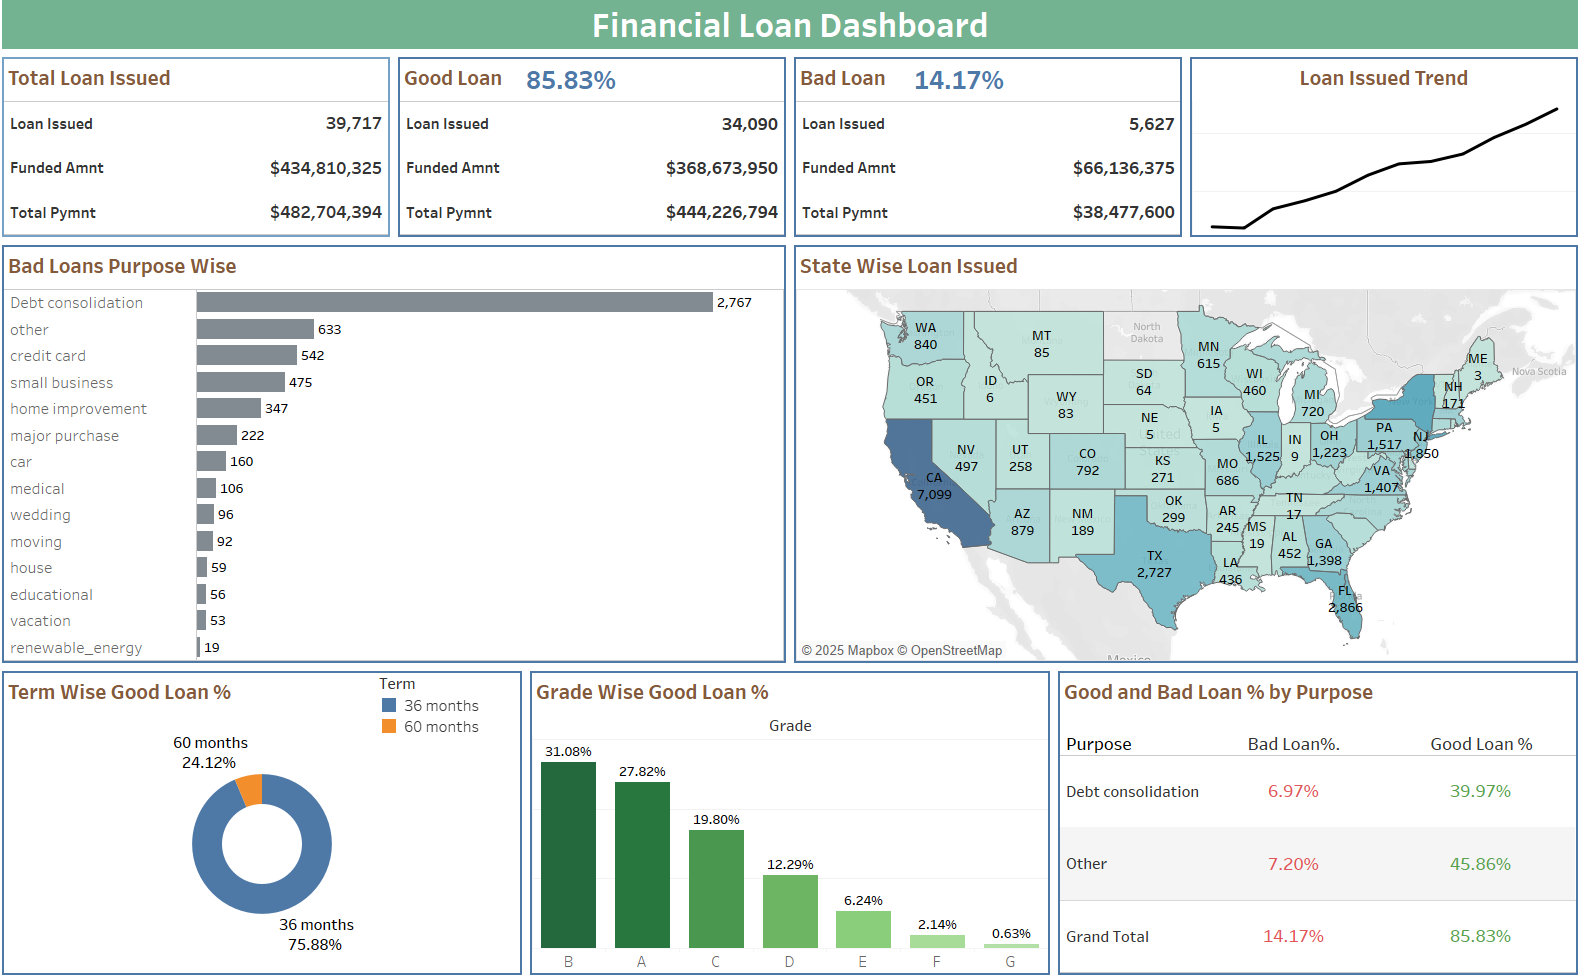 Financial Loan Dashboard
Total Loan Issued
Loan Issued 39,717
Funded Amnt $434,810,325
Total Pymnt $482,704,394
Good Loan 85.83%
Loan Issued 34,090
Funded Amnt $368,673,950
Total Pymnt $444,226,794
Bad Loan 14.17%
Loan Issued 5,627
Funded Amnt $66,136,375
Total Pymnt $38,477,600
Loan Issued Trend
Bad Loans Purpose Wise
Debt consolidation 2,767
other 633
credit card 542
small business 475
home improvement 347
major purchase 222
car 160
medical 106
wedding 96
moving 92
house 59
educational 56
vacation 53
renewable_energy 19
State Wise Loan Issued
WA
840
MT
85
North
Dakota
MN
615
ME
3
Nova Scotia
OR
451
ID
6
SD
64
WI
460
MI
720
NH
171
WY
83
NE
5
IA
5
IL
1,525
IN
9
OH
1,223
PA
1,517
NJ
1,850
CA
7,099
NV
497
UT
258
CO
792
KS
271
MO
686
VA
1,407
AZ
879
NM
189
OK
299
AR
245
TN
17
MS
19
AL
452
GA
1,398
TX
2,727
LA
436
FL
2,866
Mexico
© 2025 Mapbox © OpenStreetMap
Term Wise Good Loan %
Term
36 months
60 months
60 months
24.12%
36 months
75.88%
Grade Wise Good Loan %
Grade
31.08%
27.82%
19.80%
12.29%
6.24%
2.14%
0.63%
B A C D E F G
Good and Bad Loan % by Purpose
Purpose Bad Loan%. Good Loan %
Debt consolidation 6.97% 39.97%
Other 7.20% 45.86%
Grand Total 14.17% 85.83%